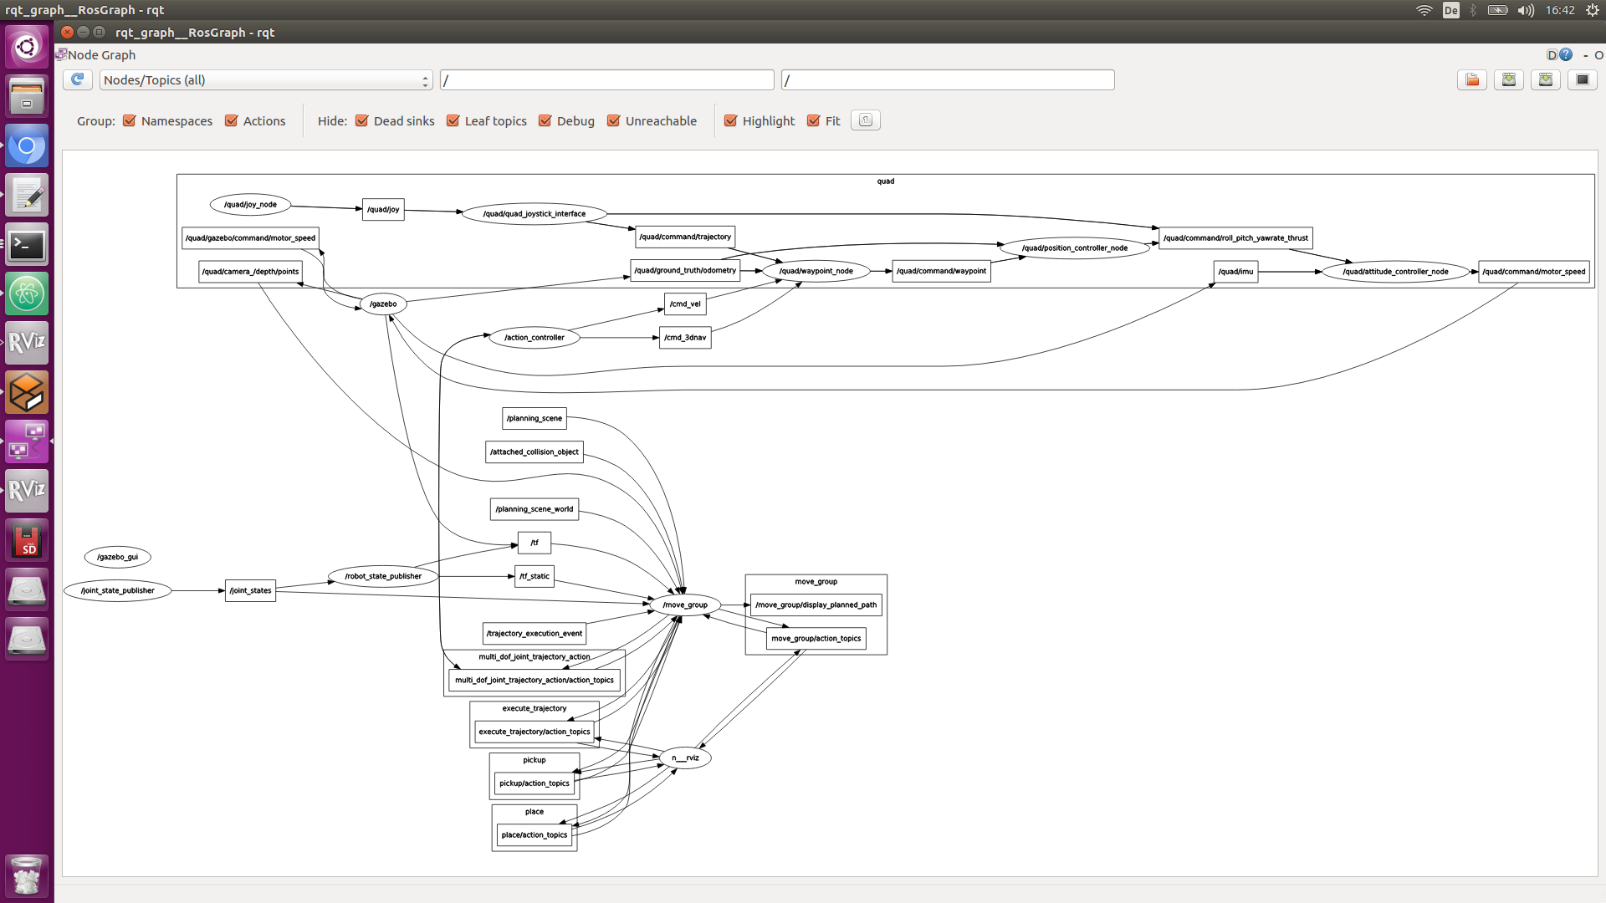 rqt_graph__RosGraph - rqt
De
16:42
rqt_graph__RosGraph - rqt
Node Graph
D
- O
Nodes/Topics (all)
/
/
Group:
Namespaces
Actions
Hide:
Dead sinks
Leaf topics
Debug
Unreachable
Highlight
Fit
quad
/quad/joy_node
/quad/joy
/quad/quad_joystick_interface
/quad/gazebo/command/motor_speed
/quad/command/trajectory
/quad/position_controller_node
/quad/command/roll_pitch_yawrate_thrust
/quad/camera_/depth/points
/quad/ground_truth/odometry
/quad/waypoint_node
/quad/command/waypoint
/quad/imu
/quad/attitude_controller_node
/quad/command/motor_speed
/gazebo
/cmd_vel
/action_controller
/cmd_3dnav
RViz
/planning_scene
/attached_collision_object
RViz
/planning_scene_world
/tf
SD
/gazebo_gui
/robot_state_publisher
/tf_static
move_group
/joint_state_publisher
/joint_states
/move_group
/move_group/display_planned_path
/trajectory_execution_event
move_group/action_topics
multi_dof_joint_trajectory_action
multi_dof_joint_trajectory_action/action_topics
execute_trajectory
execute_trajectory/action_topics
pickup
n__rviz
pickup/action_topics
place
place/action_topics